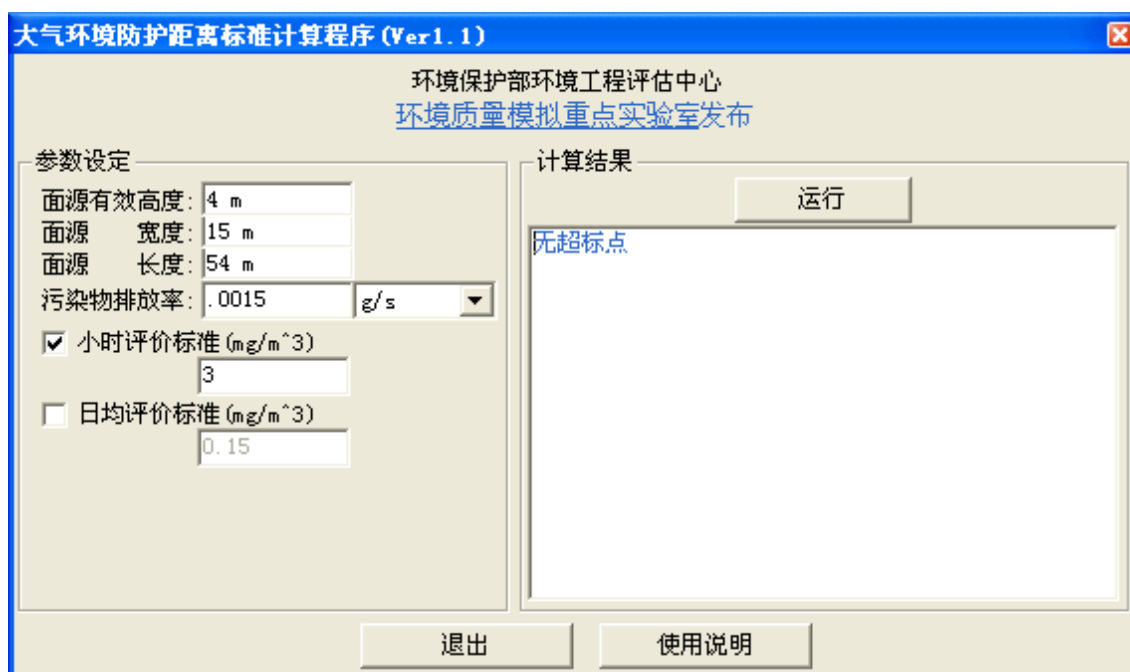 大气环境防护距离标准计算程序(Ver1.1)
环境保护部环境工程评估中心
环境质量模拟重点实验室发布
参数设定
面源有效高度: 4 m
面源 宽度: 15 m
面源 长度: 54 m
污染物排放率: .0015 g/s
小时评价标准(mg/m^3)
3
日均评价标准(mg/m^3)
0.15
计算结果
运行
无超标点
退出
使用说明